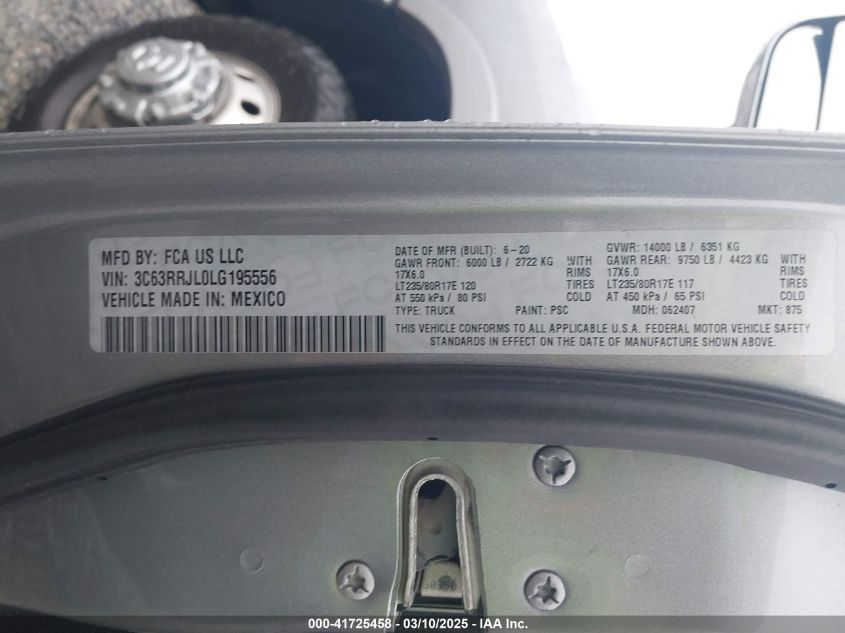 MFD BY: FCA US LLC
VIN: 3C63RRJL0LG195556
VEHICLE MADE IN: MEXICO
DATE OF MFR (BUILT): 6-20 GVWR: 14000 LB / 6351 KG
GAWR FRONT: 6000 LB / 2722 KG WITH GAWR REAR: 9750 LB / 4423 KG WITH
17X6.0 RIMS 17X6.0 RIMS
LT235/80R17E 120 TIRES LT235/80R17E 117 TIRES
AT 550 kPa / 80 PSI COLD AT 450 kPa / 65 PSI COLD
TYPE: TRUCK PAINT: PSC MDH: 062407 MKT: 875
THIS VEHICLE CONFORMS TO ALL APPLICABLE U.S.A. FEDERAL MOTOR VEHICLE SAFETY
STANDARDS IN EFFECT ON THE DATE OF MANUFACTURE SHOWN ABOVE.
000-41725458 - 03/10/2025 - IAA Inc.